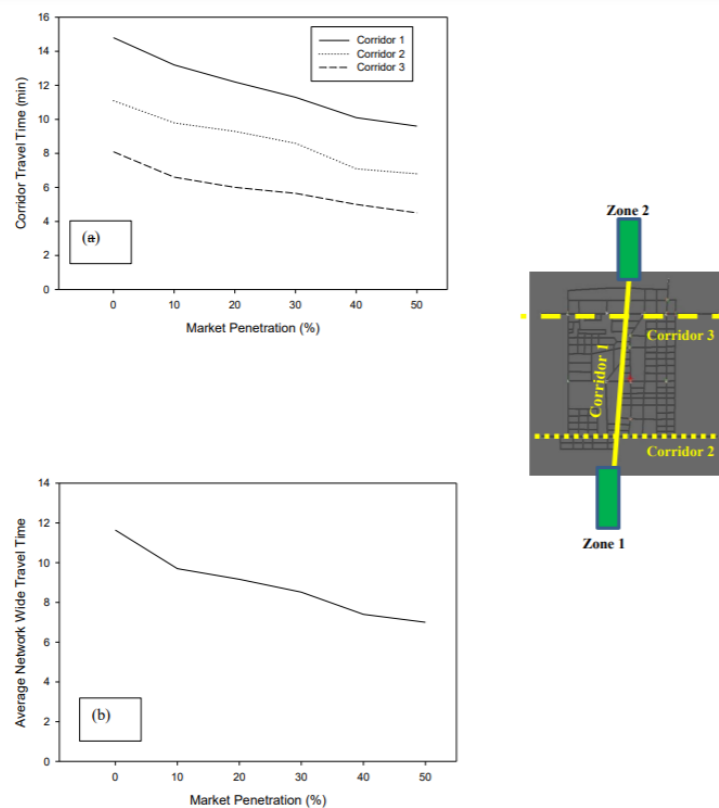 16
14
12
10
8
6
4
2
0
Corridor Travel Time (min)
Corridor 1
Corridor 2
Corridor 3
(a)
0 10 20 30 40 50
Market Penetration (%)
Zone 2
Corridor 3
Corridor 1
Corridor 2
Zone 1
14
12
10
8
6
4
2
0
Average Network Wide Travel Time
(b)
0 10 20 30 40 50
Market Penetration (%)